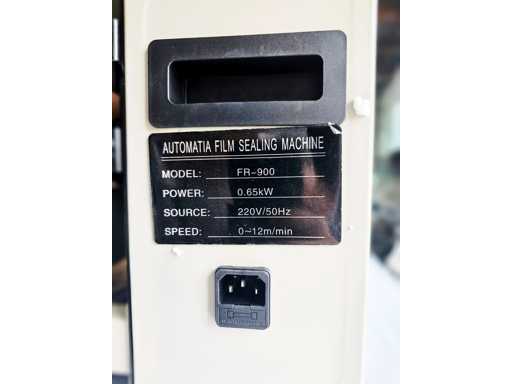 AUTOMATIA FILM SEALING MACHINE
MODEL: FR-900
POWER: 0.65kW
SOURCE: 220V/50Hz
SPEED: 0~12m/min